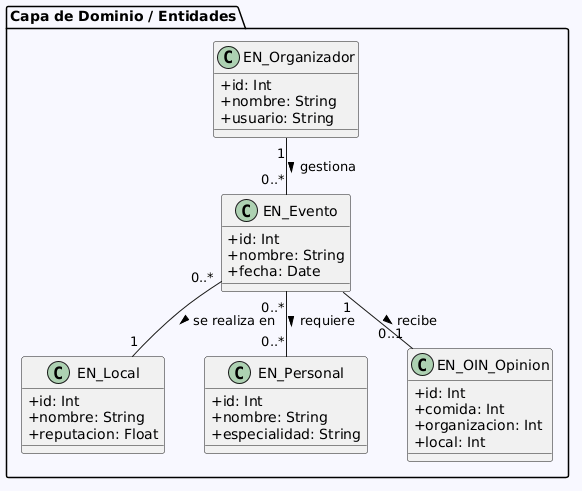 Capa de Dominio / Entidades
C EN_Organizador
+id: Int
+nombre: String
+usuario: String
1
gestiona
0..*
C EN_Evento
+id: Int
+nombre: String
+fecha: Date
0..*
0..*
1
se realiza en
requiere
recibe
1
0..*
0..1
C EN_Local
+id: Int
+nombre: String
+reputacion: Float
C EN_Personal
+id: Int
+nombre: String
+especialidad: String
C EN_OIN_Opinion
+id: Int
+comida: Int
+organizacion: Int
+local: Int